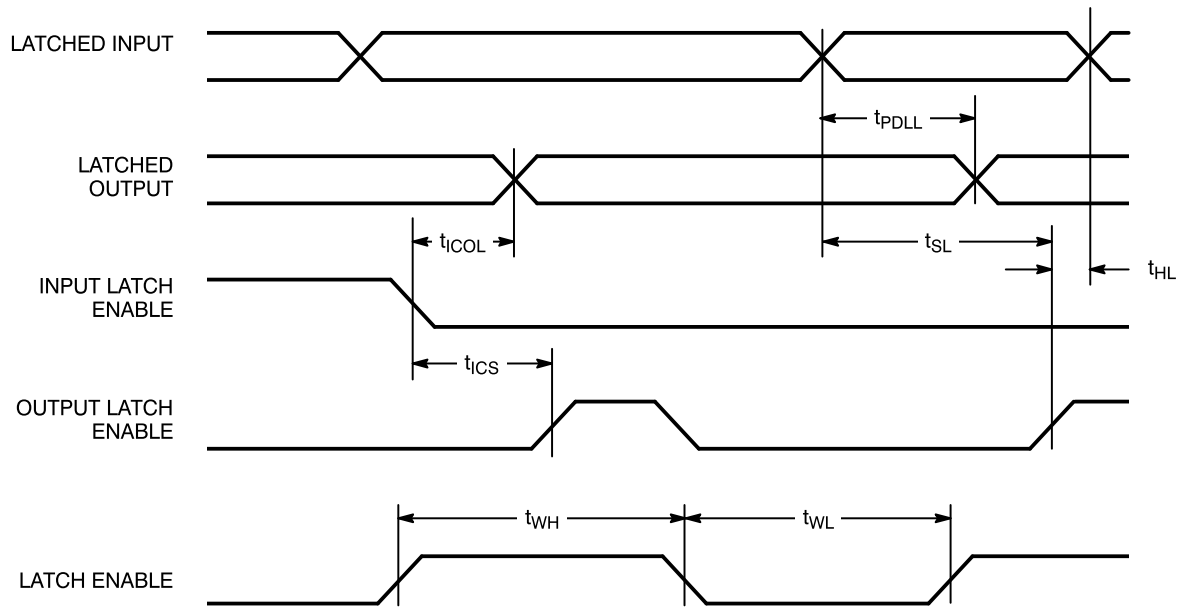 LATCHED INPUT
tPDLL
LATCHED
OUTPUT
tICOL
tSL
tHL
INPUT LATCH
ENABLE
tICS
OUTPUT LATCH
ENABLE
tWH
tWL
LATCH ENABLE